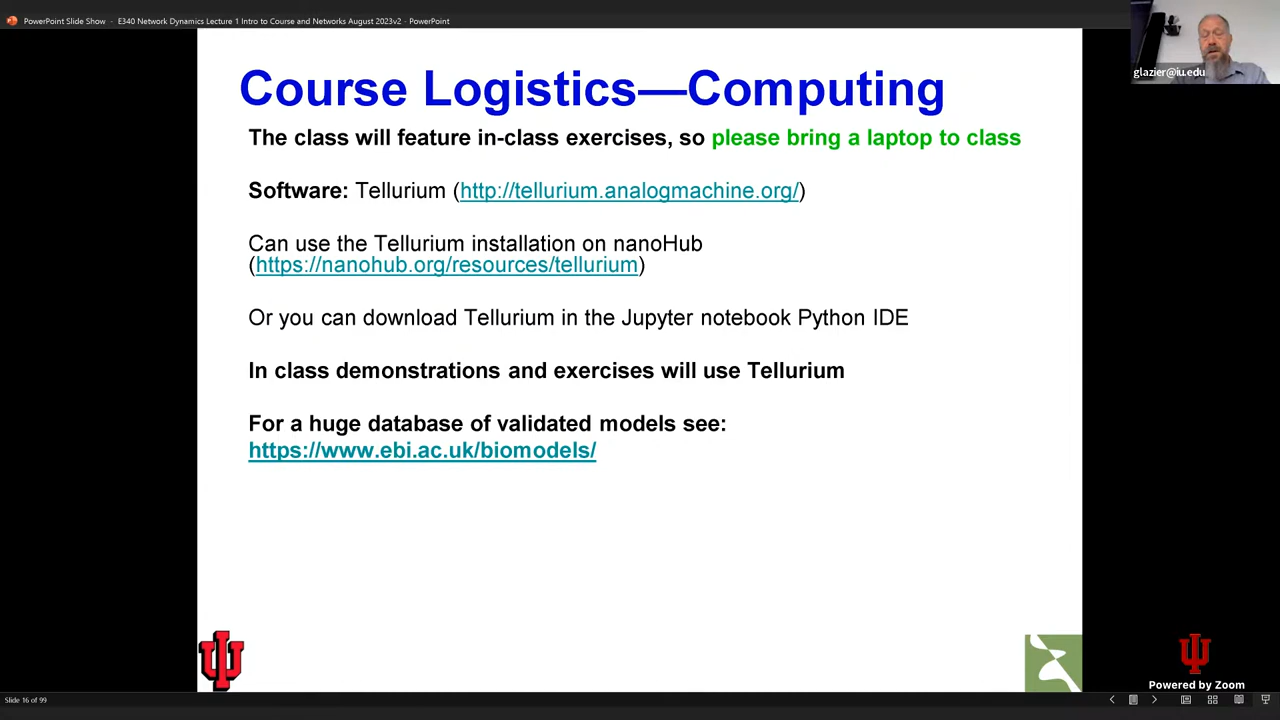 PowerPoint Slide Show - E340 Network Dynamics Lecture 1 Intro to Course and Networks August 2023v2 - PowerPoint
glazier@iu.edu
Course Logistics—Computing
The class will feature in-class exercises, so please bring a laptop to class
Software: Tellurium (http://tellurium.analogmachine.org/)
Can use the Tellurium installation on nanoHub
(https://nanohub.org/resources/tellurium)
Or you can download Tellurium in the Jupyter notebook Python IDE
In class demonstrations and exercises will use Tellurium
For a huge database of validated models see:
https://www.ebi.ac.uk/biomodels/
Powered by Zoom
Slide 16 of 99